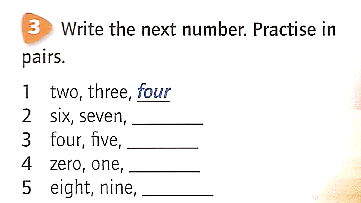 3 Write the next number. Practise in
pairs.
1 two, three, four
2 six, seven, ________
3 four, five, ________
4 zero, one, ________
5 eight, nine, ________